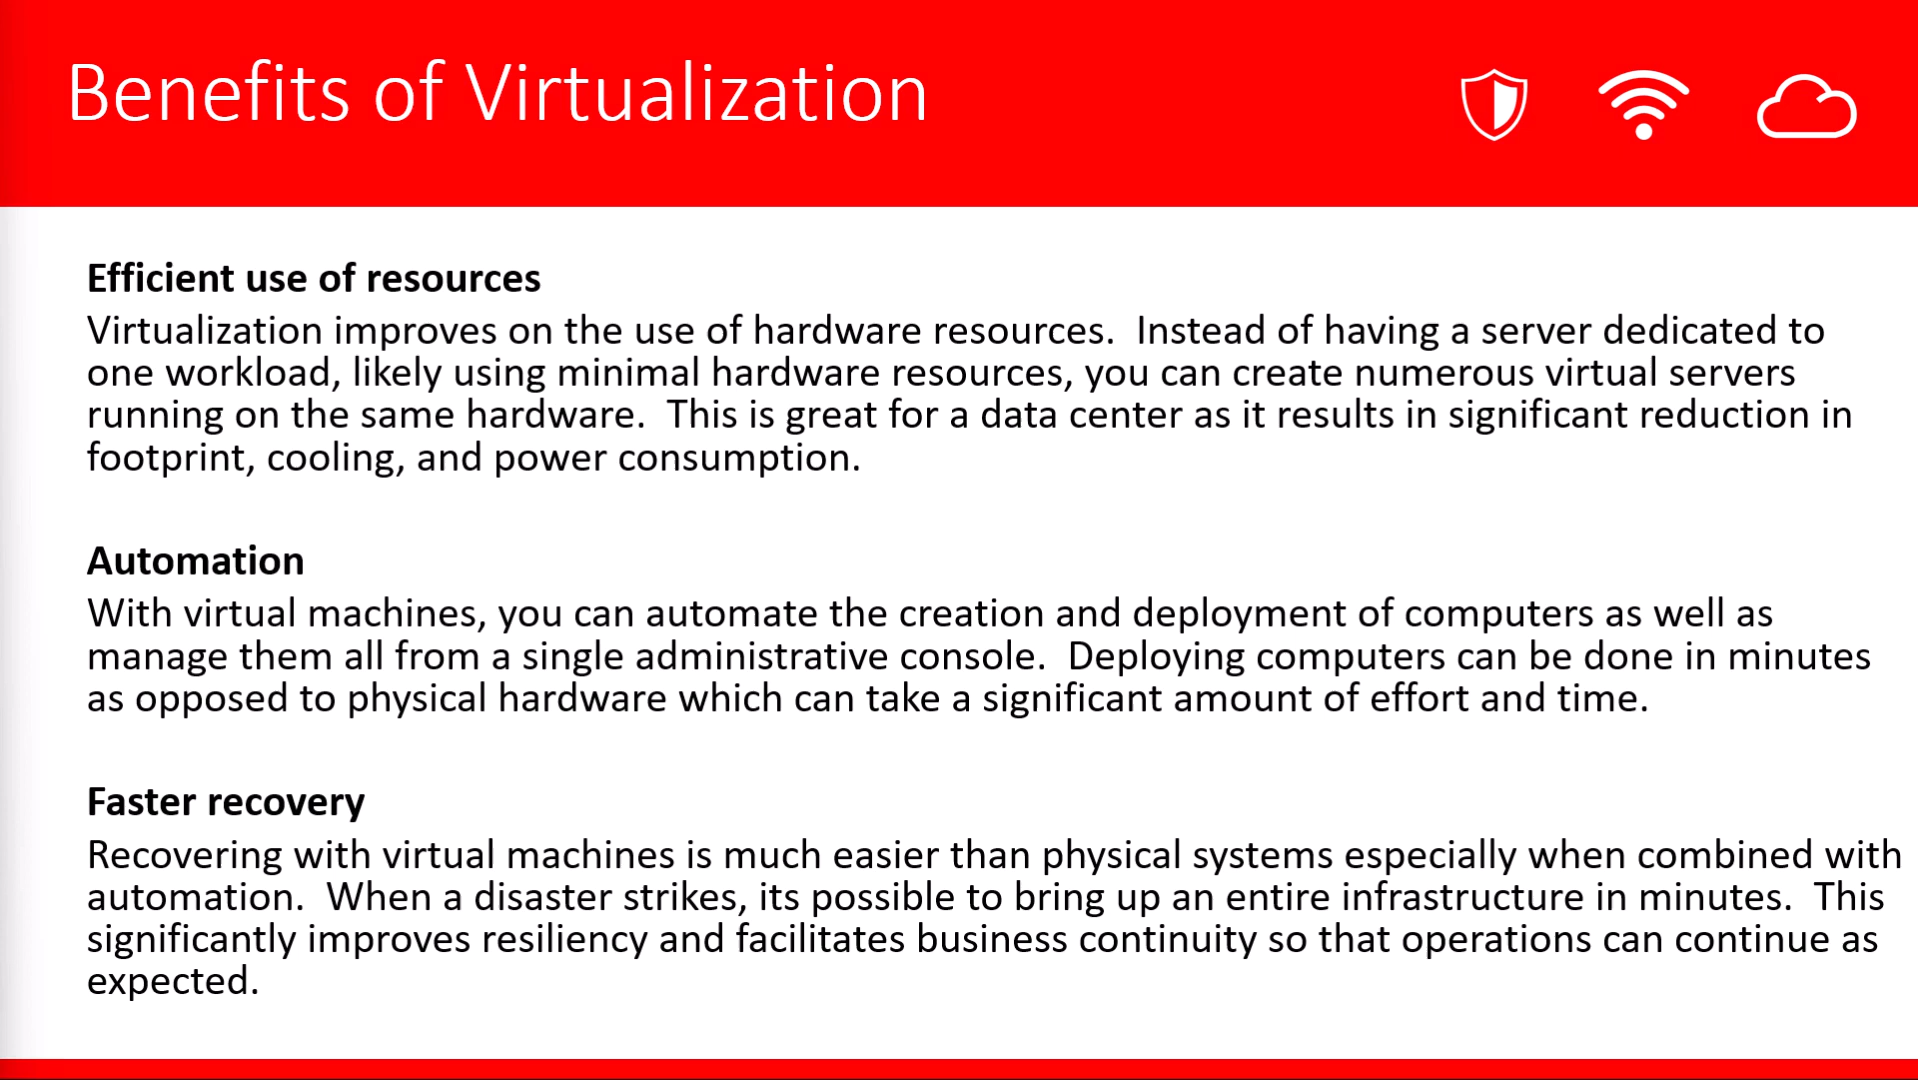 Benefits of Virtualization
Efficient use of resources
Virtualization improves on the use of hardware resources.  Instead of having a server dedicated to
one workload, likely using minimal hardware resources, you can create numerous virtual servers
running on the same hardware.  This is great for a data center as it results in significant reduction in
footprint, cooling, and power consumption.
Automation
With virtual machines, you can automate the creation and deployment of computers as well as
manage them all from a single administrative console.  Deploying computers can be done in minutes
as opposed to physical hardware which can take a significant amount of effort and time.
Faster recovery
Recovering with virtual machines is much easier than physical systems especially when combined with
automation.  When a disaster strikes, its possible to bring up an entire infrastructure in minutes.  This
significantly improves resiliency and facilitates business continuity so that operations can continue as
expected.